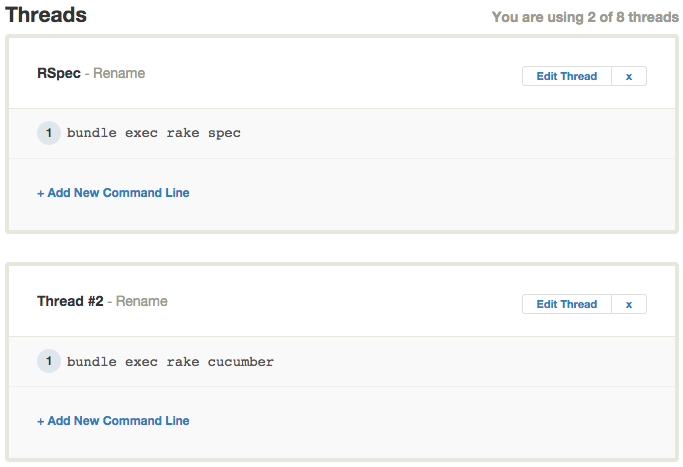 Threads
You are using 2 of 8 threads
RSpec - Rename
Edit Thread
x
1 bundle exec rake spec
+ Add New Command Line
Thread #2 - Rename
Edit Thread
x
1 bundle exec rake cucumber
+ Add New Command Line